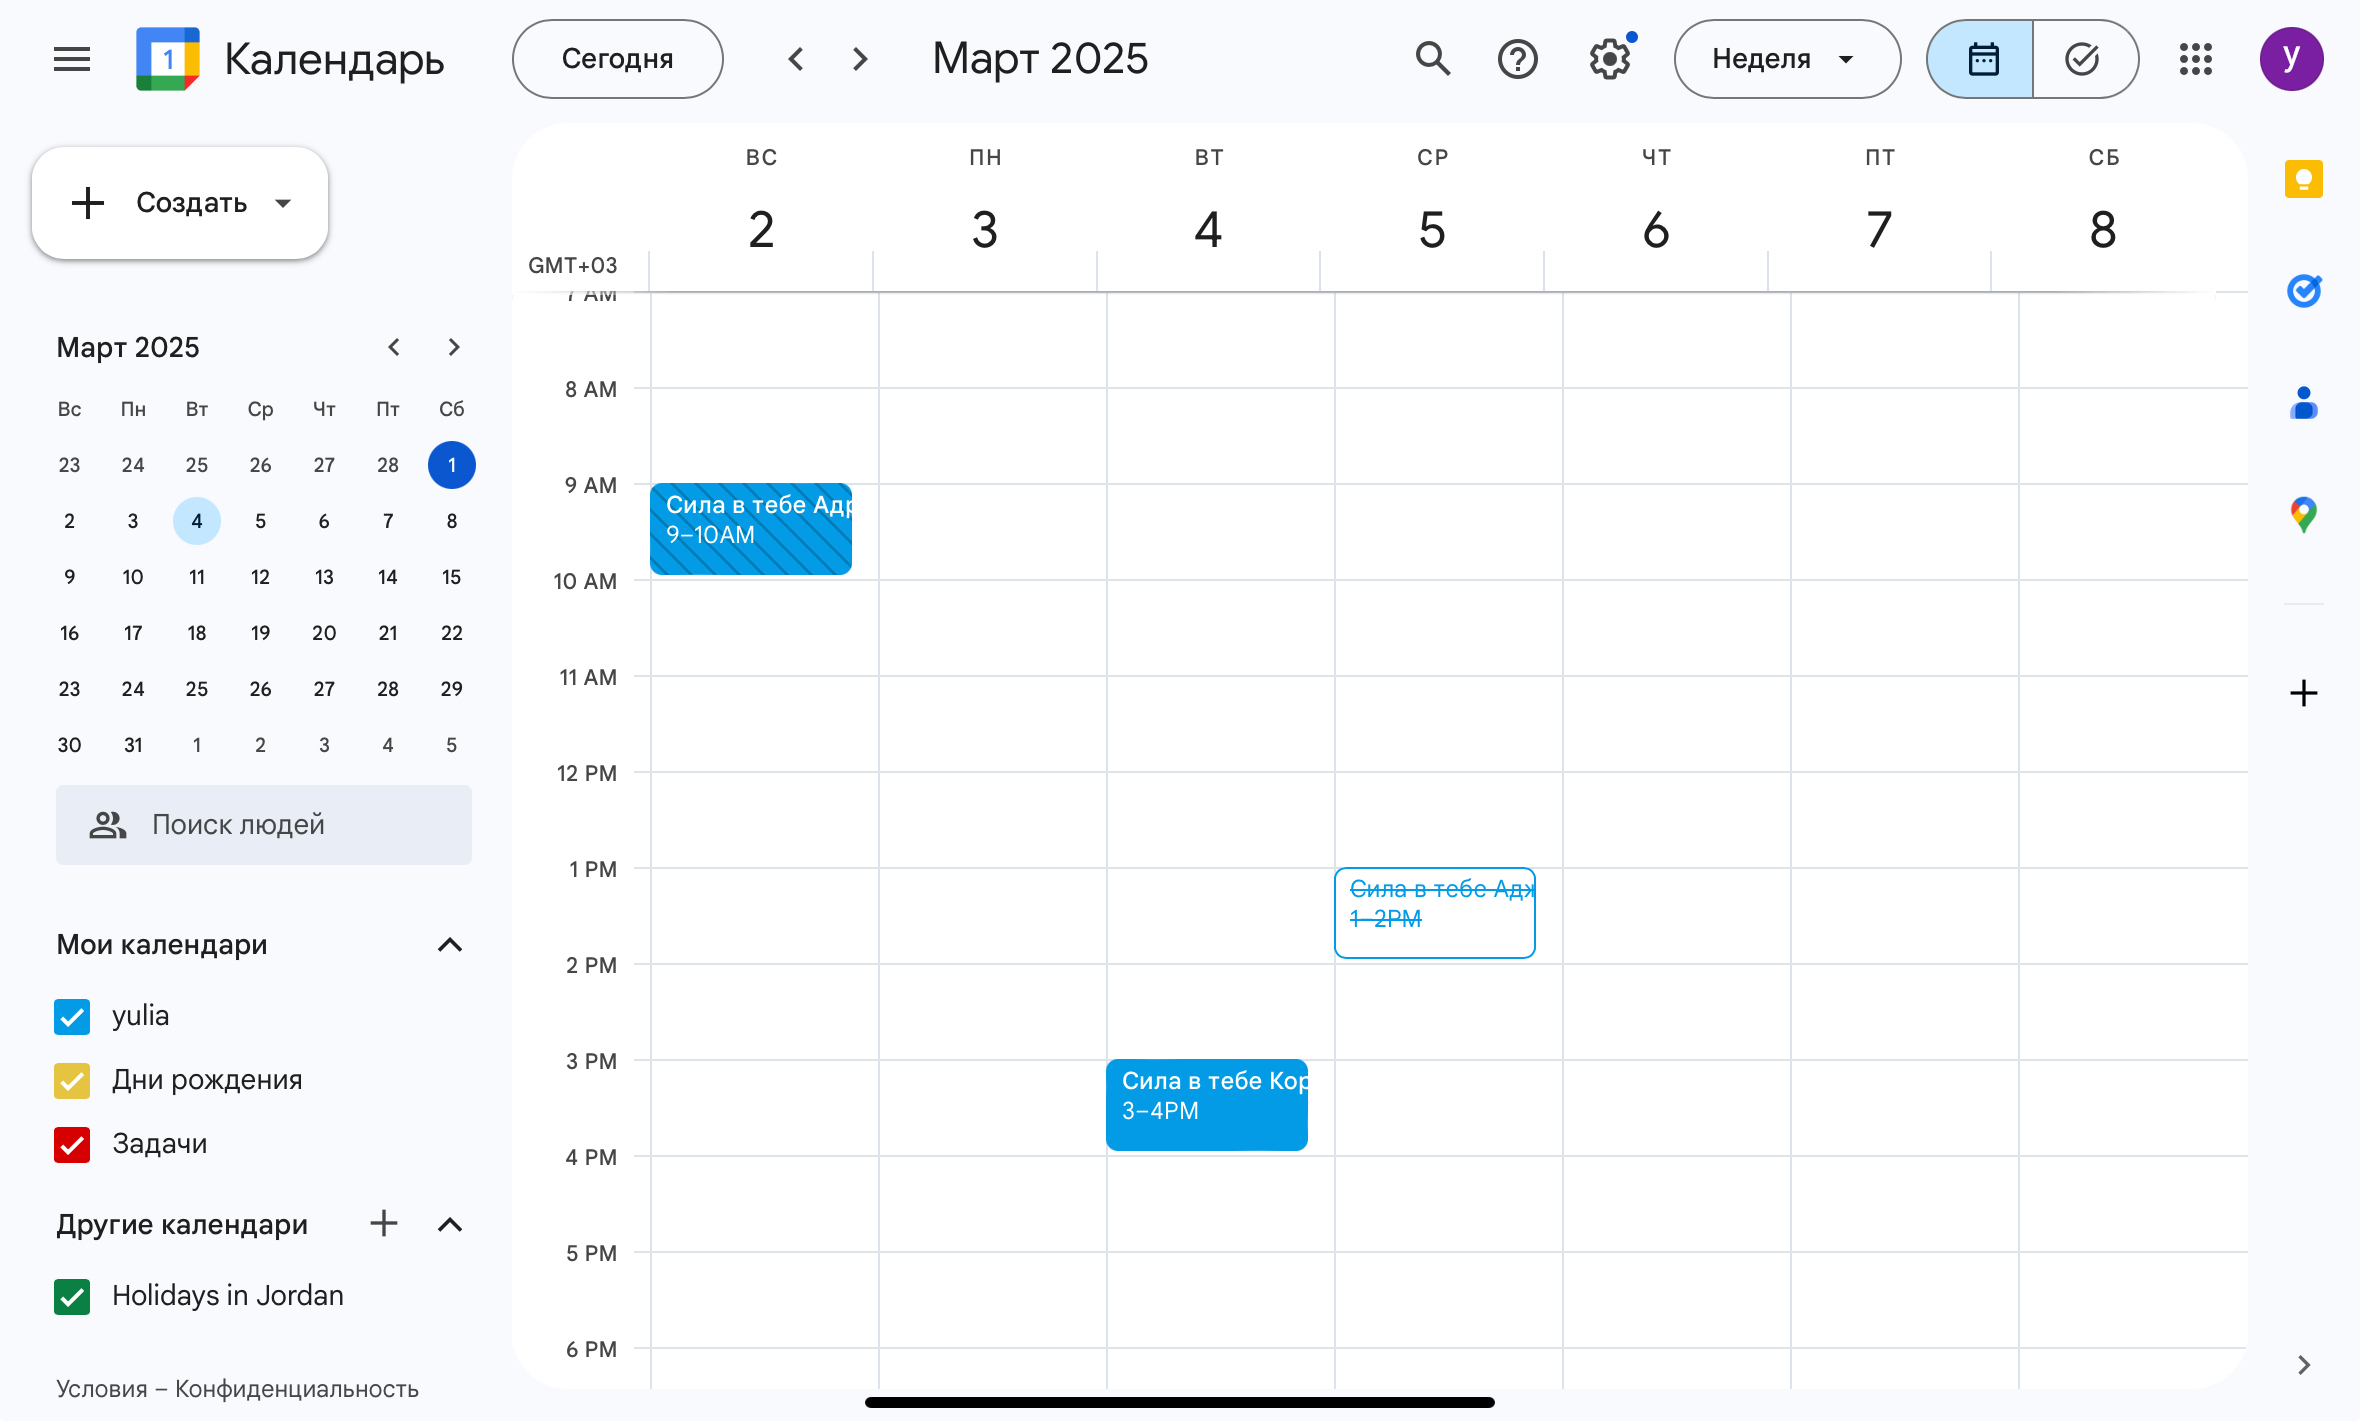 Календарь
Сегодня
Март 2025
Неделя
y
Создать
ВС ПН ВТ СР ЧТ ПТ СБ
2 3 4 5 6 7 8
GMT+03
7 AM
8 AM
9 AM
10 AM
11 AM
12 PM
1 PM
2 PM
3 PM
4 PM
5 PM
6 PM
Сила в тебе Адр
9–10AM
Сила в тебе Адж
1–2PM
Сила в тебе Кор
3–4PM
Март 2025
Вс Пн Вт Ср Чт Пт Сб
23 24 25 26 27 28 1
2 3 4 5 6 7 8
9 10 11 12 13 14 15
16 17 18 19 20 21 22
23 24 25 26 27 28 29
30 31 1 2 3 4 5
Поиск людей
Мои календари
yulia
Дни рождения
Задачи
Другие календари
Holidays in Jordan
Условия – Конфиденциальность
1